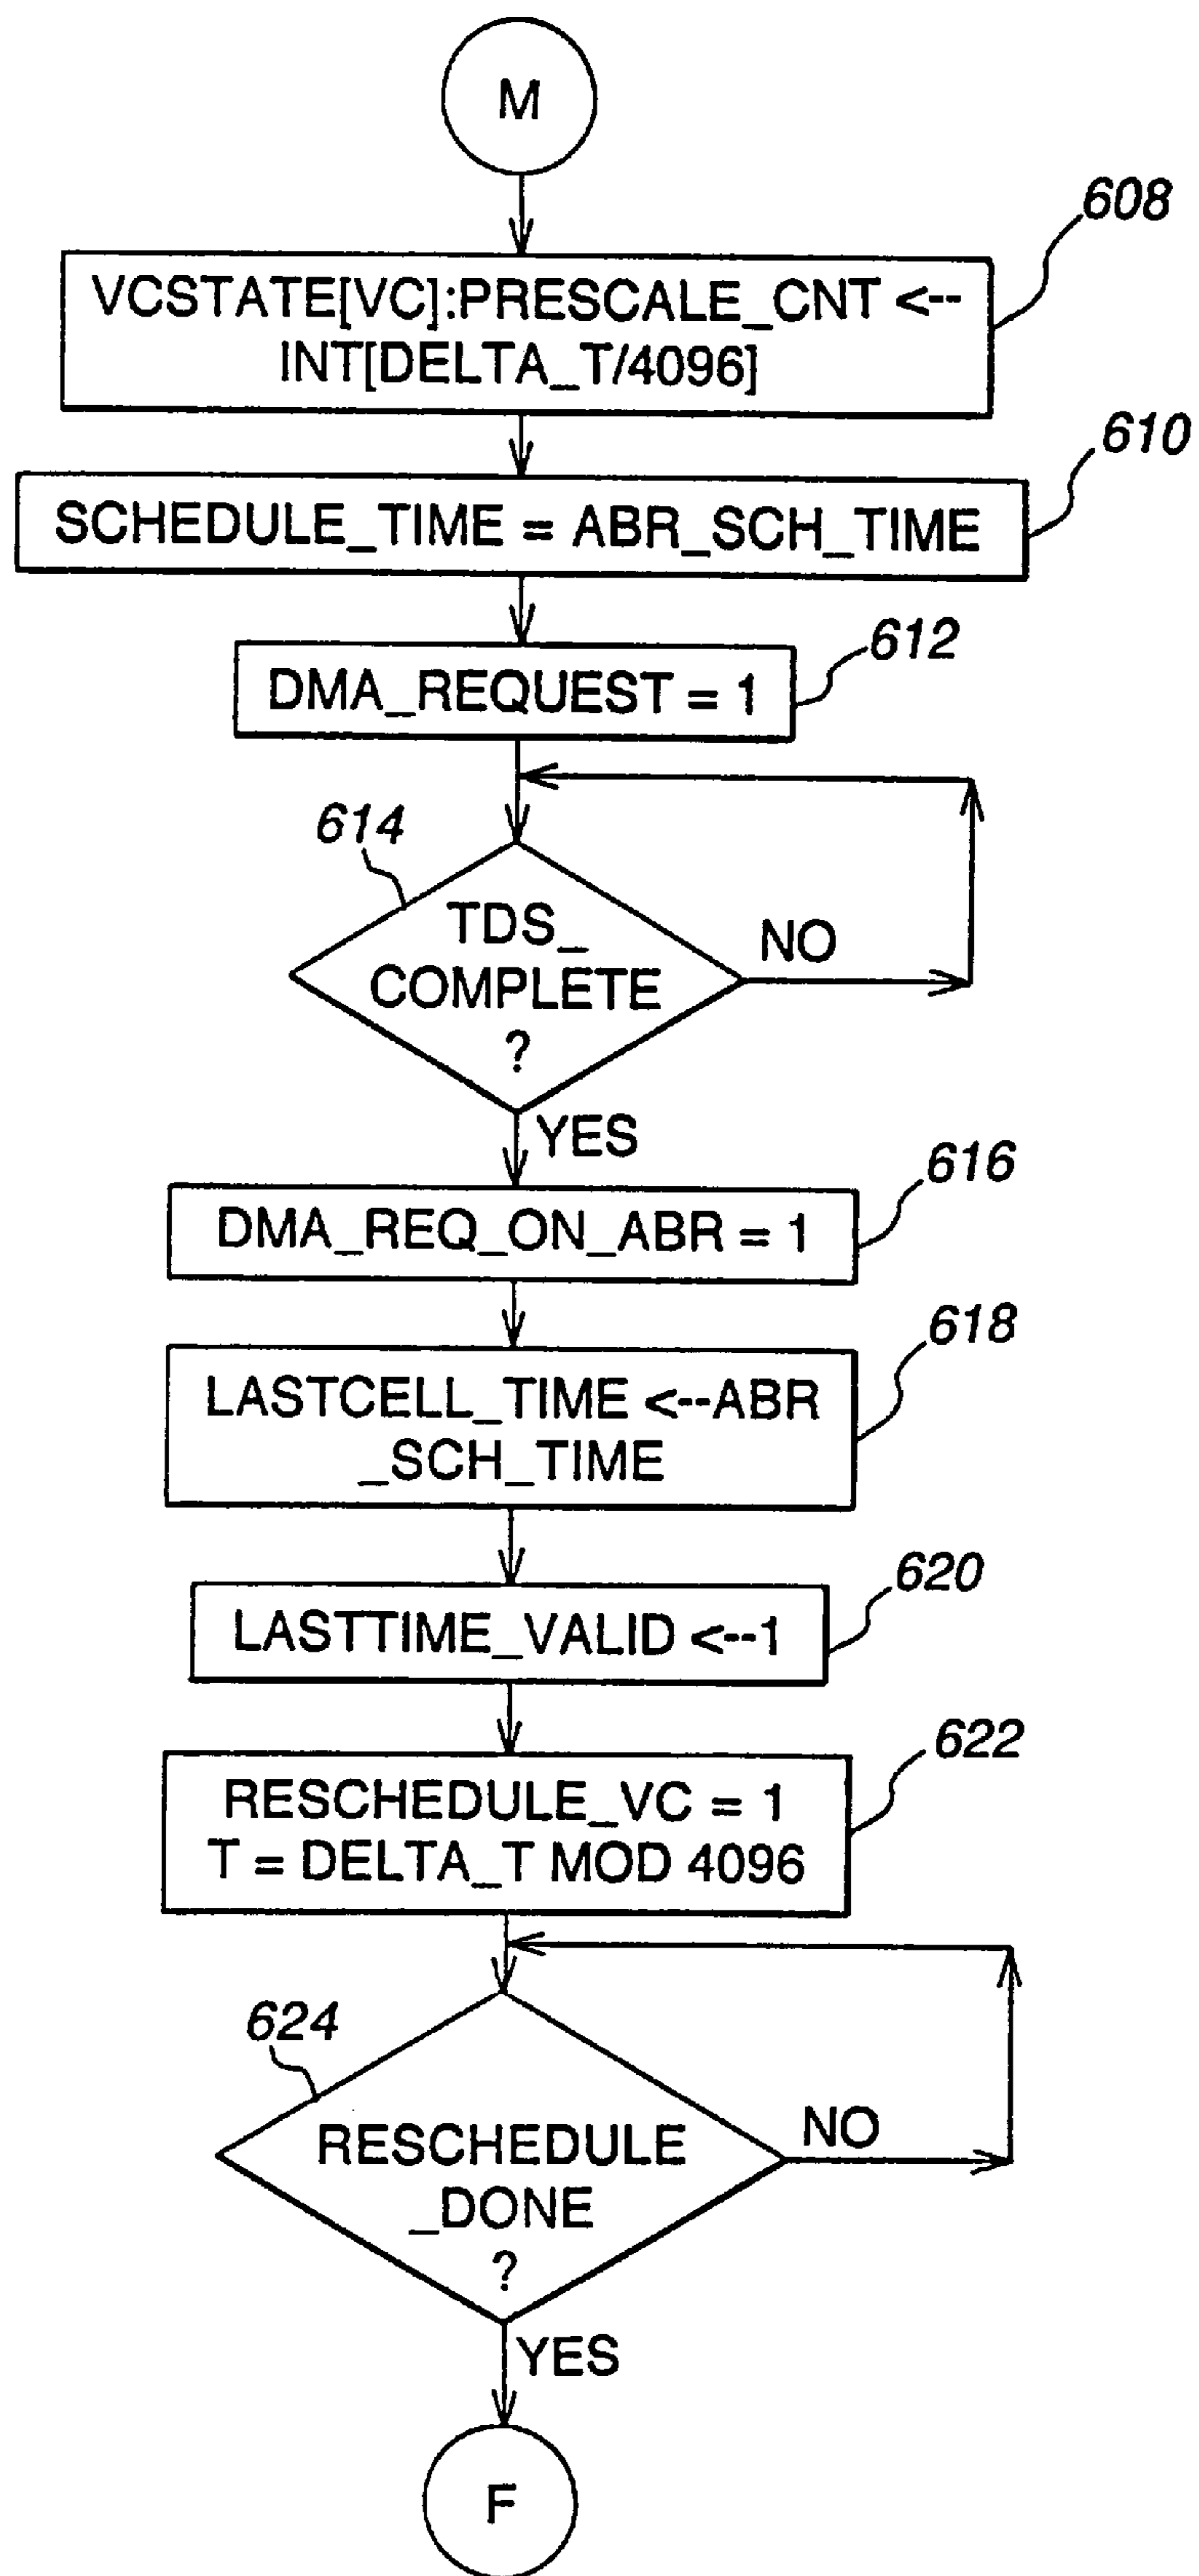 M
608
VCSTATE[VC]:PRESCALE_CNT <--
INT[DELTA_T/4096]
610
SCHEDULE_TIME = ABR_SCH_TIME
612
DMA_REQUEST = 1
614
TDS_
COMPLETE
?
NO
YES
616
DMA_REQ_ON_ABR = 1
618
LASTCELL_TIME <--ABR
_SCH_TIME
620
LASTTIME_VALID <--1
622
RESCHEDULE_VC = 1
T = DELTA_T MOD 4096
624
RESCHEDULE
_DONE
?
NO
YES
F